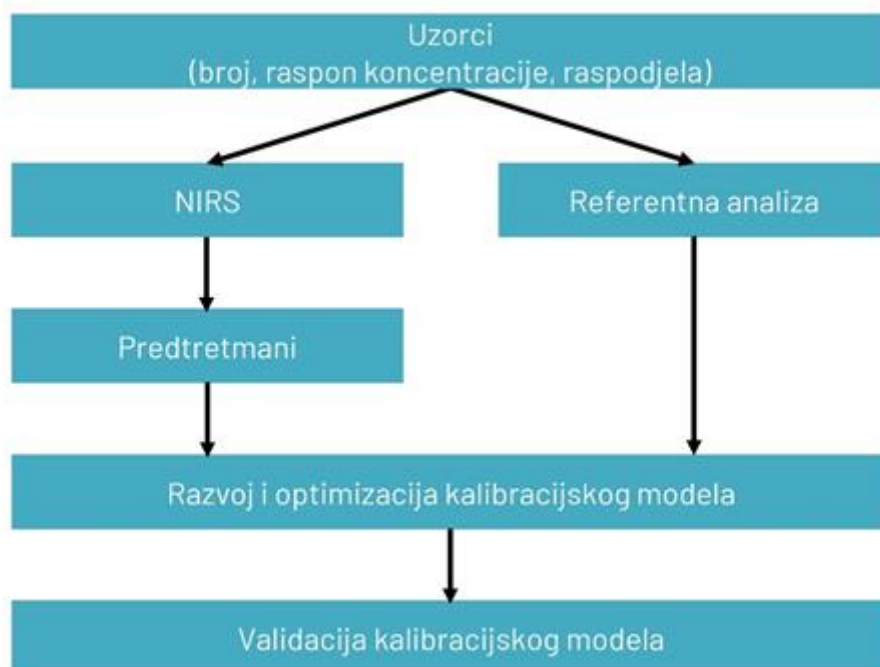 Uzorci
(broj, raspon koncentracije, raspodjela)
NIRS
Referentna analiza
Predtretmani
Razvoj i optimizacija kalibracijskog modela
Validacija kalibracijskog modela